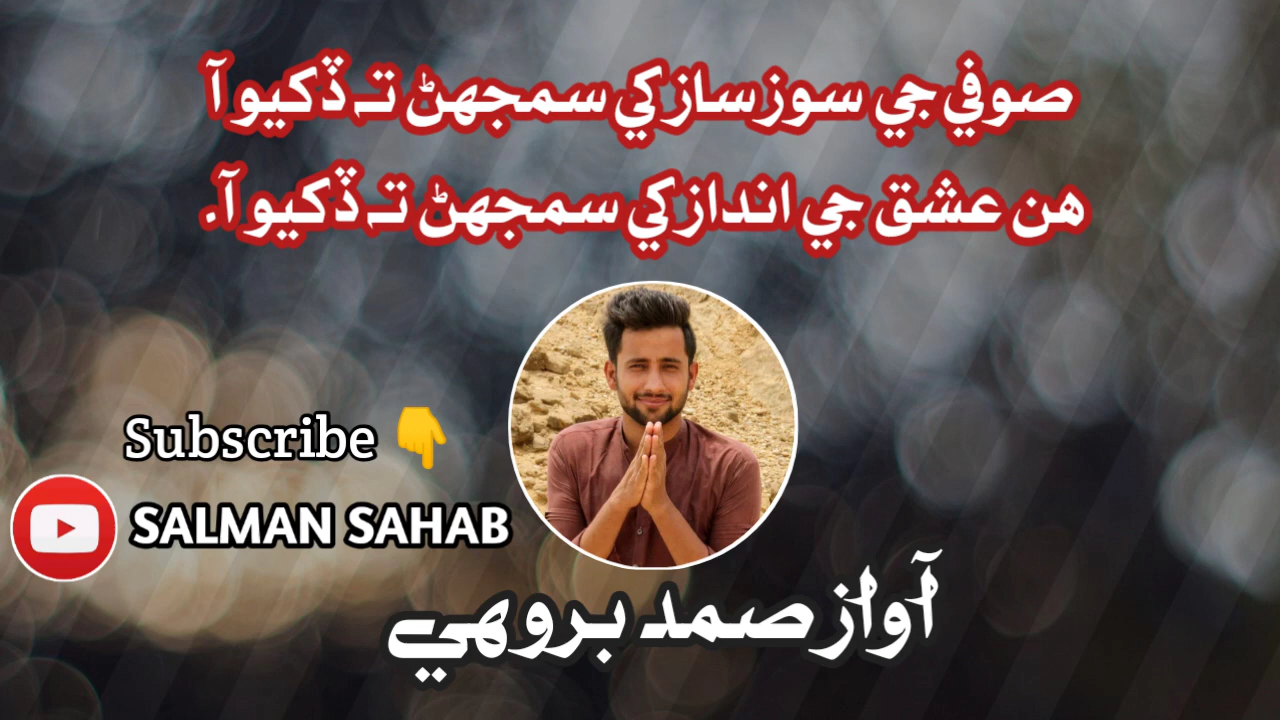 صوفي جي سوز ساز کي سمجهڻ تہ ڏکيو آ
هن عشق جي انداز کي سمجهڻ تہ ڏکيو آ.
Subscribe 👇
SALMAN SAHAB
آواز صمد بروهي